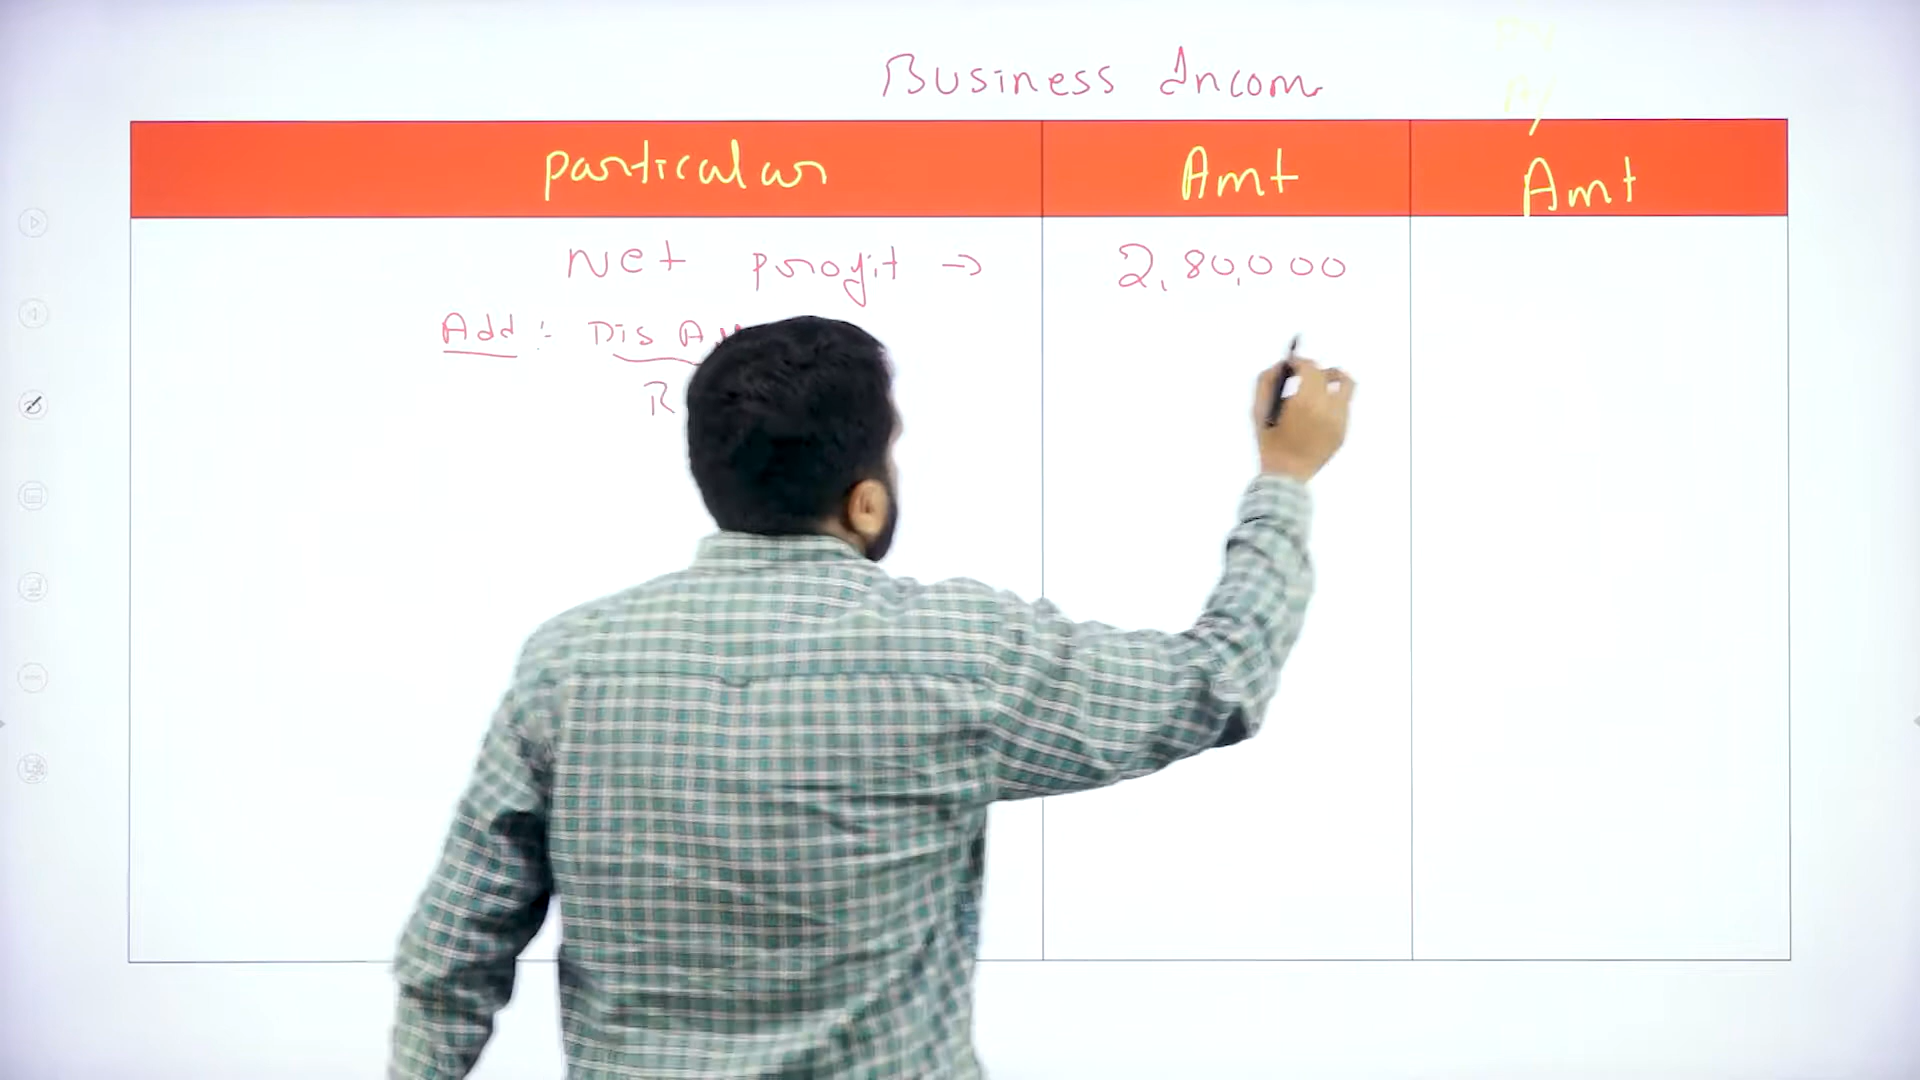 Business Incom
particular Amt Amt
Net profit → 2,80,000
Add :- Dis
R